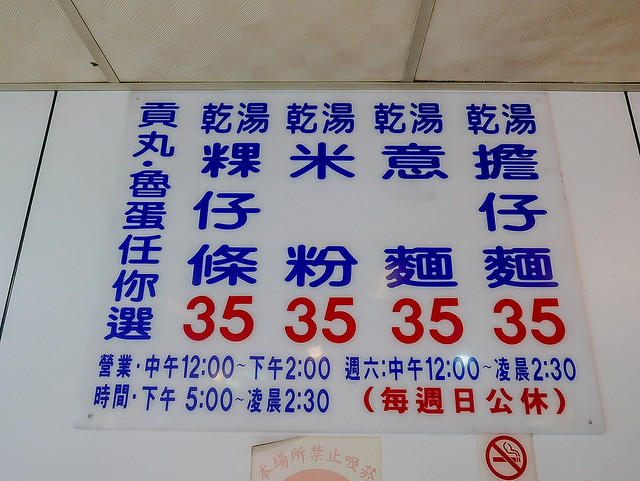 湯乾 擔仔麵 35
湯乾 意麵 35
湯乾 米粉 35
湯乾 粿仔條 35
貢丸·魯蛋任你選
營業·中午12:00~下午2:00 週六:中午12:00~凌晨2:30
時間·下午 5:00~凌晨2:30 (每週日公休)
本場所禁止吸菸